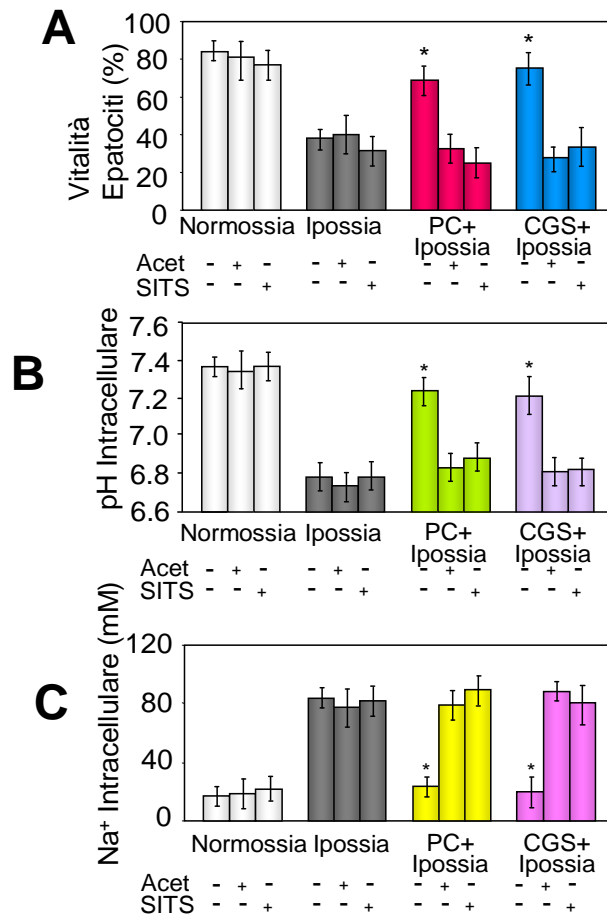 A
Vitalità
Epatociti (%)
100
80
60
40
20
0
* *
Normossia Ipossia PC+ Ipossia CGS+ Ipossia
Acet - + - - + - - + - - + -
SITS - - + - - + - - + - - +
B
pH Intracellulare
7.6
7.4
7.2
6.8
6.6
* *
Normossia Ipossia PC+ Ipossia CGS+ Ipossia
Acet - + - - + - - + - - + -
SITS - - + - - + - - + - - +
C
Na⁺ Intracellulare (mM)
120
80
40
0
* *
Normossia Ipossia PC+ Ipossia CGS+ Ipossia
Acet - + - - + - - + - - + -
SITS - - + - - + - - + - - +